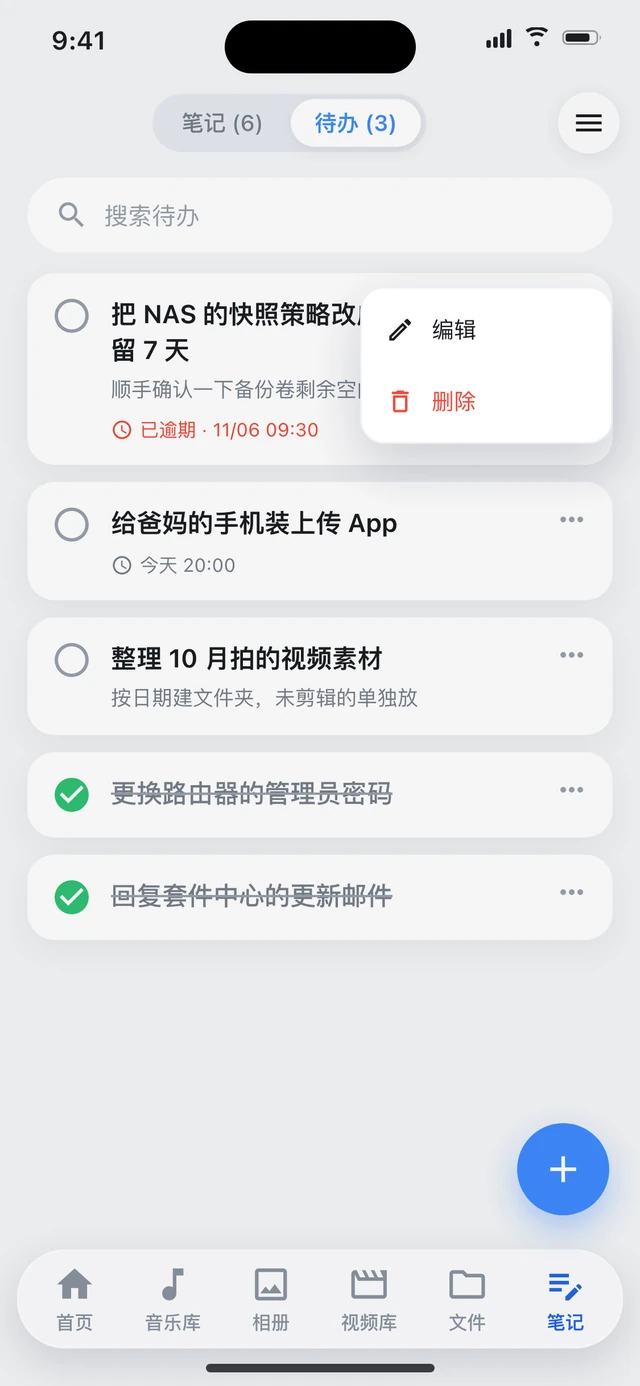 9:41
笔记 (6)
待办 (3)
搜索待办
把 NAS 的快照策略改
留 7 天
顺手确认一下备份卷剩余空
已逾期 · 11/06 09:30
编辑
删除
给爸妈的手机装上传 App
今天 20:00
整理 10 月拍的视频素材
按日期建文件夹，未剪辑的单独放
更换路由器的管理员密码
回复套件中心的更新邮件
首页
音乐库
相册
视频库
文件
笔记